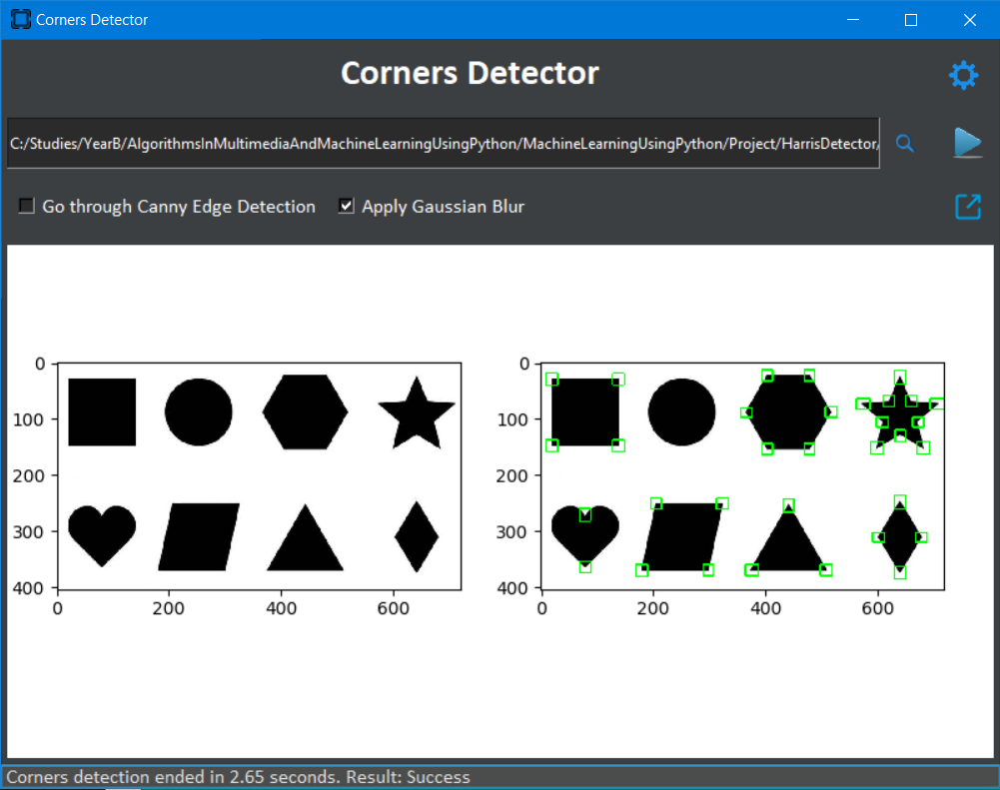 Corners Detector
Corners Detector
C:/Studies/YearB/AlgorithmsInMultimediaAndMachineLearningUsingPython/MachineLearningUsingPython/Project/HarrisDetector/
Go through Canny Edge Detection Apply Gaussian Blur
0 0
100 100
200 200
300 300
400 400
0 200 400 600 0 200 400 600
Corners detection ended in 2.65 seconds. Result: Success